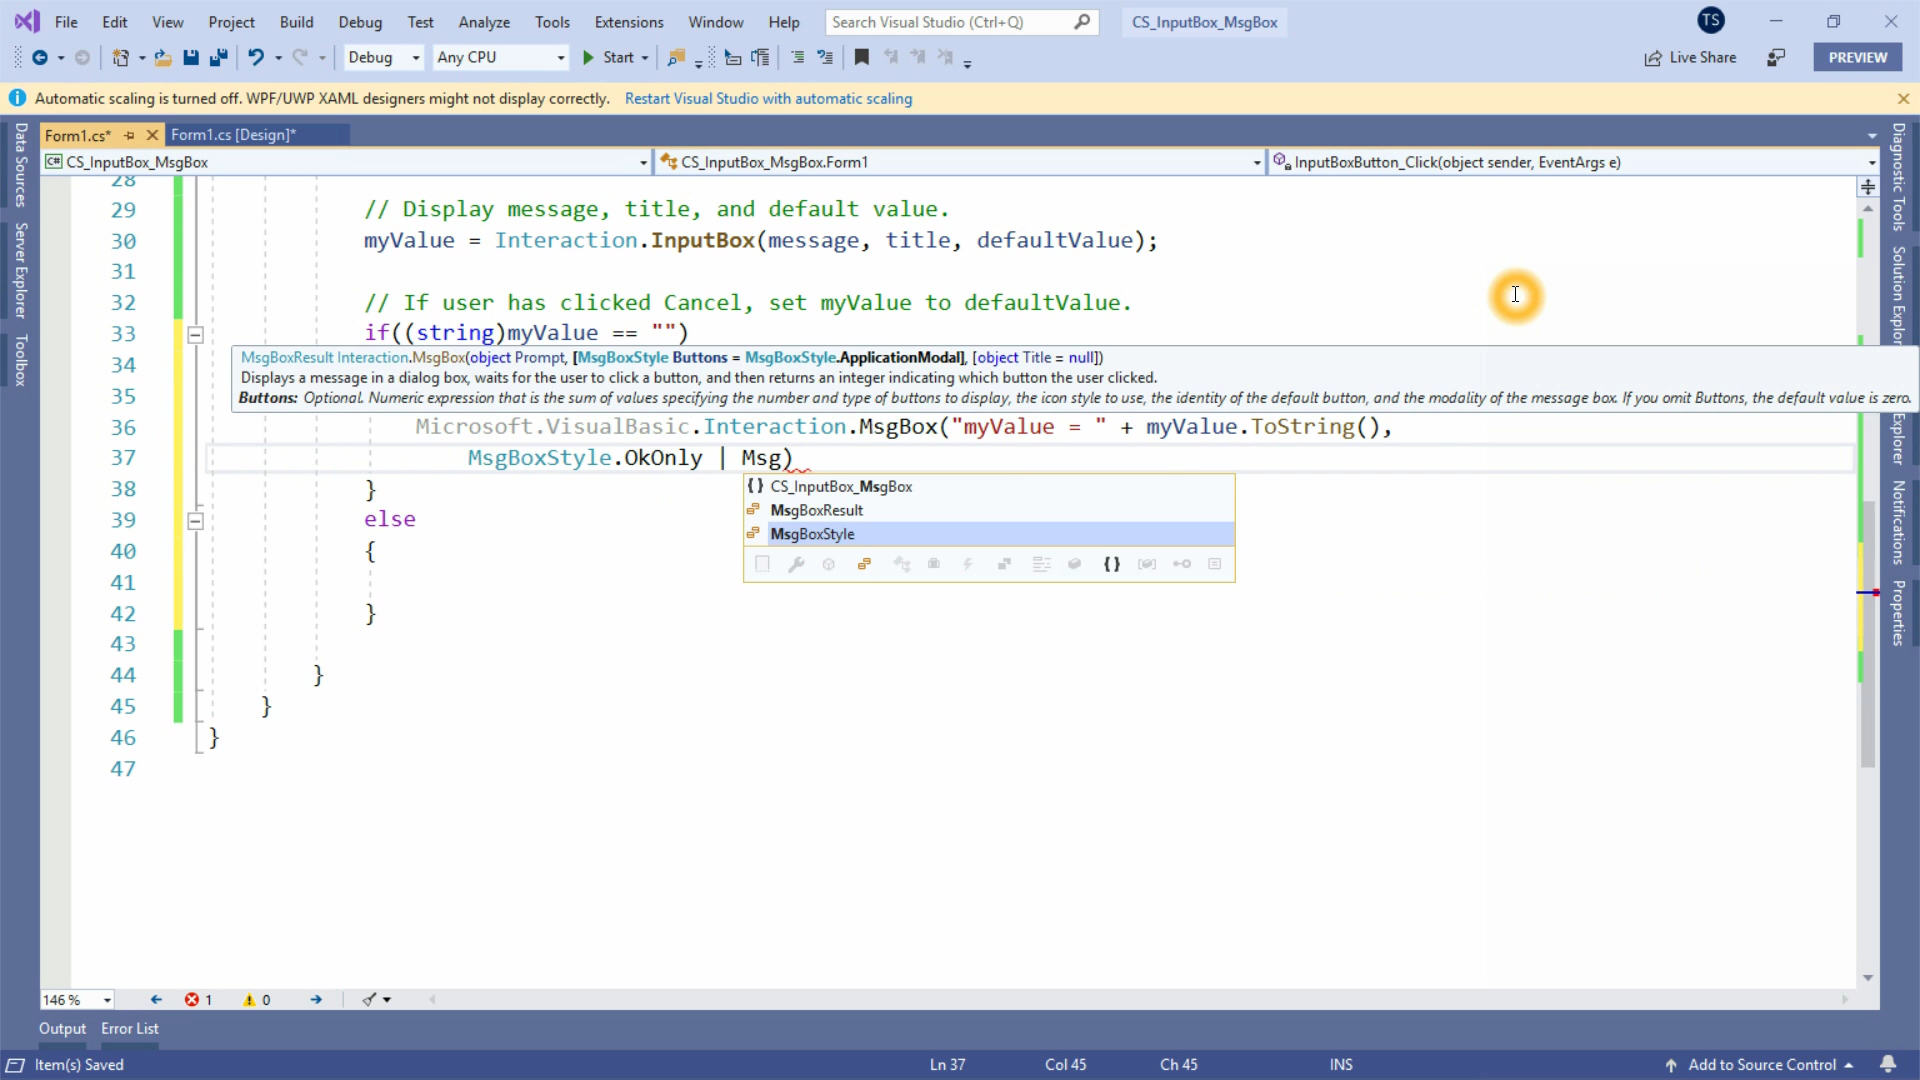 File Edit View Project Build Debug Test Analyze Tools Extensions Window Help Search Visual Studio (Ctrl+Q) CS_InputBox_MsgBox TS
Debug Any CPU Start Live Share PREVIEW
Automatic scaling is turned off. WPF/UWP XAML designers might not display correctly. Restart Visual Studio with automatic scaling
Form1.cs* Form1.cs [Design]*
C# CS_InputBox_MsgBox CS_InputBox_MsgBox.Form1 InputBoxButton_Click(object sender, EventArgs e)
Data Sources
Server Explorer
Toolbox
28
29 // Display message, title, and default value.
30 myValue = Interaction.InputBox(message, title, defaultValue);
31
32 // If user has clicked Cancel, set myValue to defaultValue.
33 if((string)myValue == "")
34
MsgBoxResult Interaction.MsgBox(object Prompt, [MsgBoxStyle Buttons = MsgBoxStyle.ApplicationModal], [object Title = null])
Displays a message in a dialog box, waits for the user to click a button, and then returns an integer indicating which button the user clicked.
35
Buttons: Optional. Numeric expression that is the sum of values specifying the number and type of buttons to display, the icon style to use, the identity of the default button, and the modality of the message box. If you omit Buttons, the default value is zero.
36 Microsoft.VisualBasic.Interaction.MsgBox("myValue = " + myValue.ToString(),
37 MsgBoxStyle.OkOnly | Msg)
CS_InputBox_MsgBox
MsgBoxResult
MsgBoxStyle
38 }
39 else
40 {
41
42 }
43
44 }
45 }
46 }
47
Diagnostic Tools
Solution Explorer
Notifications
Properties
146 % 1 0
Output Error List
Item(s) Saved Ln 37 Col 45 Ch 45 INS Add to Source Control